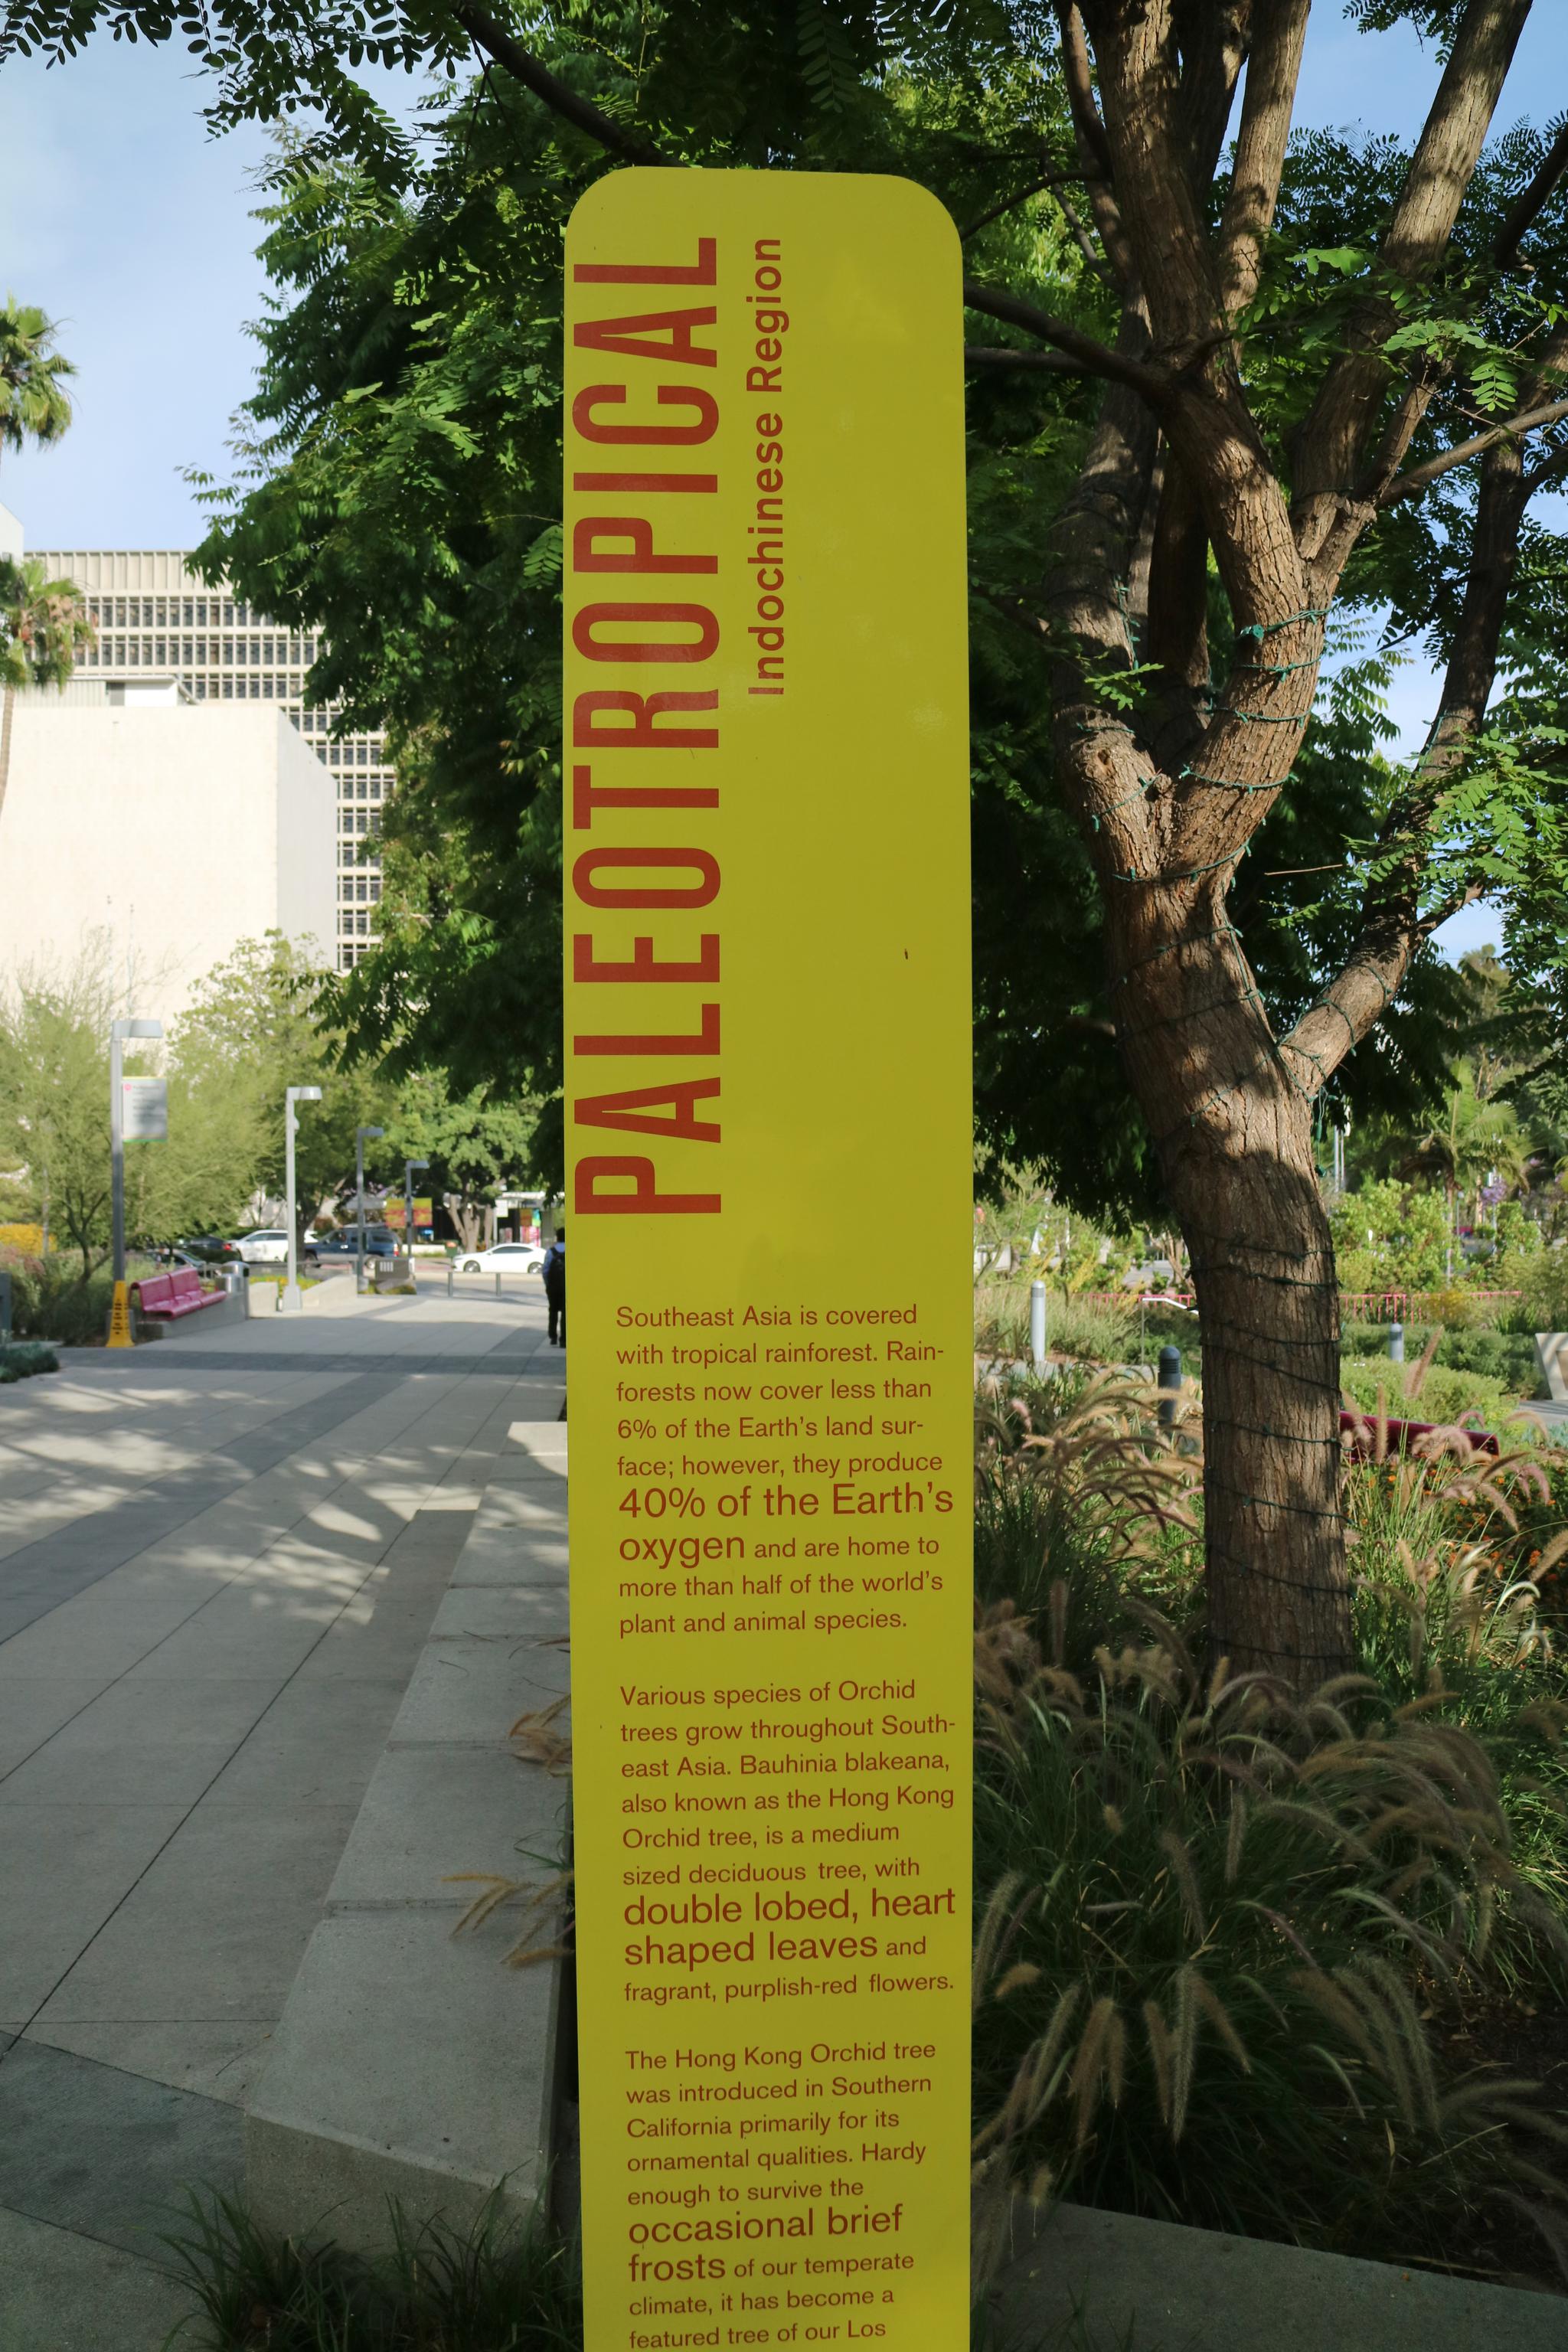 PALEOTROPICAL
Indochinese Region
Southeast Asia is covered
with tropical rainforest. Rain-
forests now cover less than
6% of the Earth's land sur-
face; however, they produce
40% of the Earth's
oxygen and are home to
more than half of the world's
plant and animal species.
Various species of Orchid
trees grow throughout South-
east Asia. Bauhinia blakeana,
also known as the Hong Kong
Orchid tree, is a medium
sized deciduous tree, with
double lobed, heart
shaped leaves and
fragrant, purplish-red flowers.
The Hong Kong Orchid tree
was introduced in Southern
California primarily for its
ornamental qualities. Hardy
enough to survive the
occasional brief
frosts of our temperate
climate, it has become a
featured tree of our Los